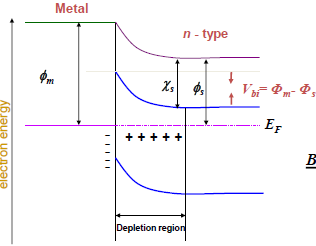 Metal
n - type
electron energy
ϕm
χs
ϕs
Vbi = Φm - Φs
EF
- - - - -
+ + + + +
B
Depletion region